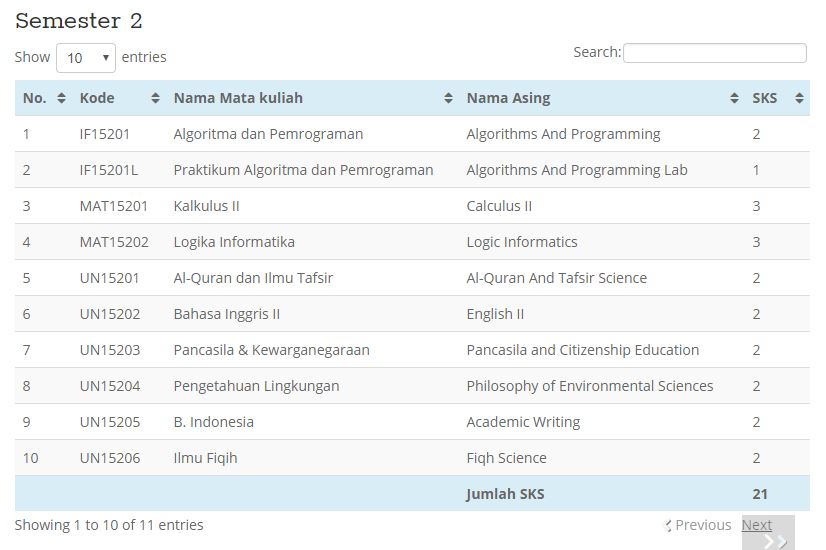 Semester 2
Show 10 entries Search:
No. Kode Nama Mata kuliah Nama Asing SKS
1 IF15201 Algoritma dan Pemrograman Algorithms And Programming 2
2 IF15201L Praktikum Algoritma dan Pemrograman Algorithms And Programming Lab 1
3 MAT15201 Kalkulus II Calculus II 3
4 MAT15202 Logika Informatika Logic Informatics 3
5 UN15201 Al-Quran dan Ilmu Tafsir Al-Quran And Tafsir Science 2
6 UN15202 Bahasa Inggris II English II 2
7 UN15203 Pancasila & Kewarganegaraan Pancasila and Citizenship Education 2
8 UN15204 Pengetahuan Lingkungan Philosophy of Environmental Sciences 2
9 UN15205 B. Indonesia Academic Writing 2
10 UN15206 Ilmu Fiqih Fiqh Science 2
Jumlah SKS 21
Showing 1 to 10 of 11 entries Previous Next